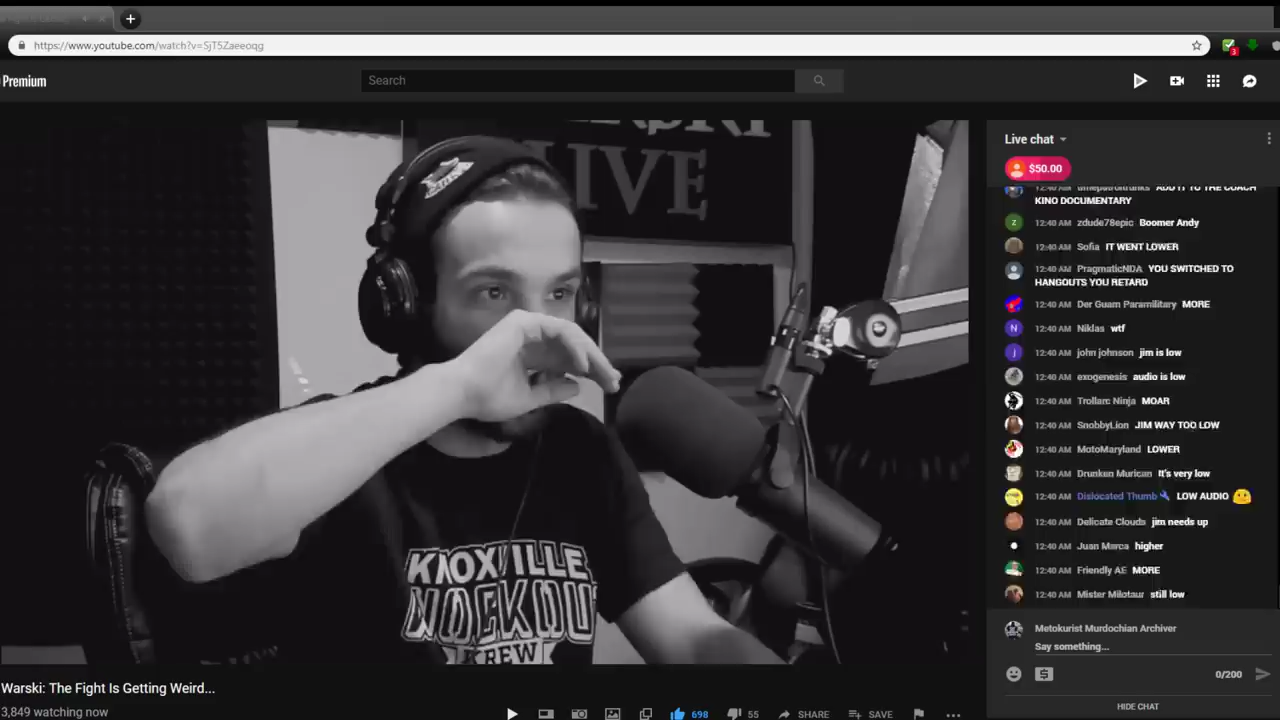 https://www.youtube.com/watch?v=SjT5Zaeeoqg
3
Premium
Search
LIVE
KNOXVILLE
KNOCKOUT
KREW
Live chat
$50.00
ADD IT TO THE COACH
KINO DOCUMENTARY
zdude78epic Boomer Andy
Sofia IT WENT LOWER
12:40 AM PragmaticNDA YOU SWITCHED TO
HANGOUTS YOU RETARD
12:40 AM Der Guam Paramilitary MORE
12:40 AM Niklas wtf
12:40 AM john johnson jim is low
12:40 AM exogenesis audio is low
12:40 AM Trollarc Ninja MOAR
12:40 AM SnobbyLion JIM WAY TOO LOW
12:40 AM MotoMaryland LOWER
12:40 AM Drunken Murican It's very low
12:40 AM Dislocated Thumb LOW AUDIO
12:40 AM Delicate Clouds jim needs up
12:40 AM Juan Marca higher
12:40 AM Friendly AE MORE
12:40 AM Mister Milotaur still low
Metokurist Murdochian Archiver
Say something...
0/200
HIDE CHAT
Warski: The Fight Is Getting Weird...
3,849 watching now
698
55
SHARE
SAVE